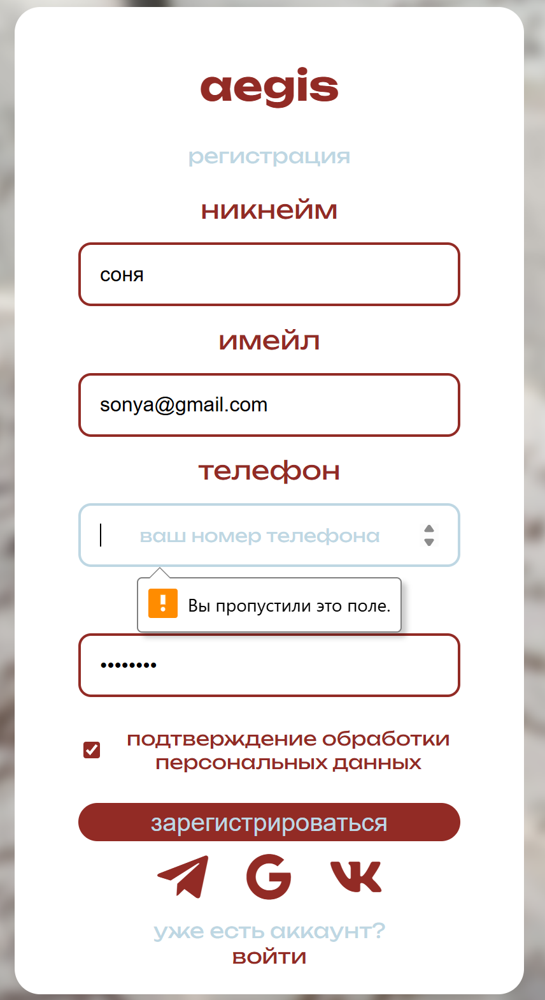 aegis
регистрация
никнейм
соня
имейл
sonya@gmail.com
телефон
ваш номер телефона
Вы пропустили это поле.
••••••••
подтверждение обработки
персональных данных
зарегистрироваться
уже есть аккаунт?
войти